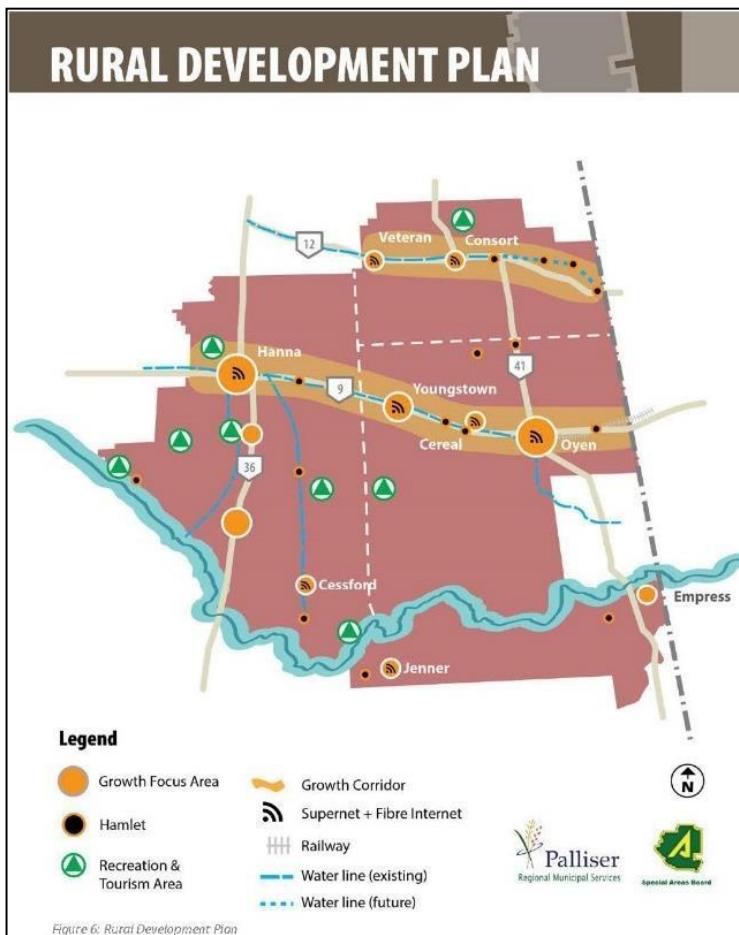 RURAL DEVELOPMENT PLAN
12
Veteran
Consort
Hanna
41
9
Youngstown
Cereal
Oyen
36
Cessford
Empress
Jenner
Legend
Growth Focus Area
Hamlet
Recreation &
Tourism Area
Growth Corridor
Supernet + Fibre Internet
Railway
Water line (existing)
Water line (future)
N
Palliser
Regional Municipal Services
Special Areas Board
Figure 6: Rural Development Plan